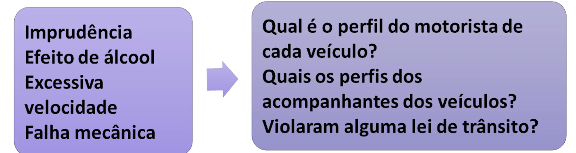 Imprudência
Efeito de álcool
Excessiva
velocidade
Falha mecânica
Qual é o perfil do motorista de
cada veículo?
Quais os perfis dos
acompanhantes dos veículos?
Violaram alguma lei de trânsito?